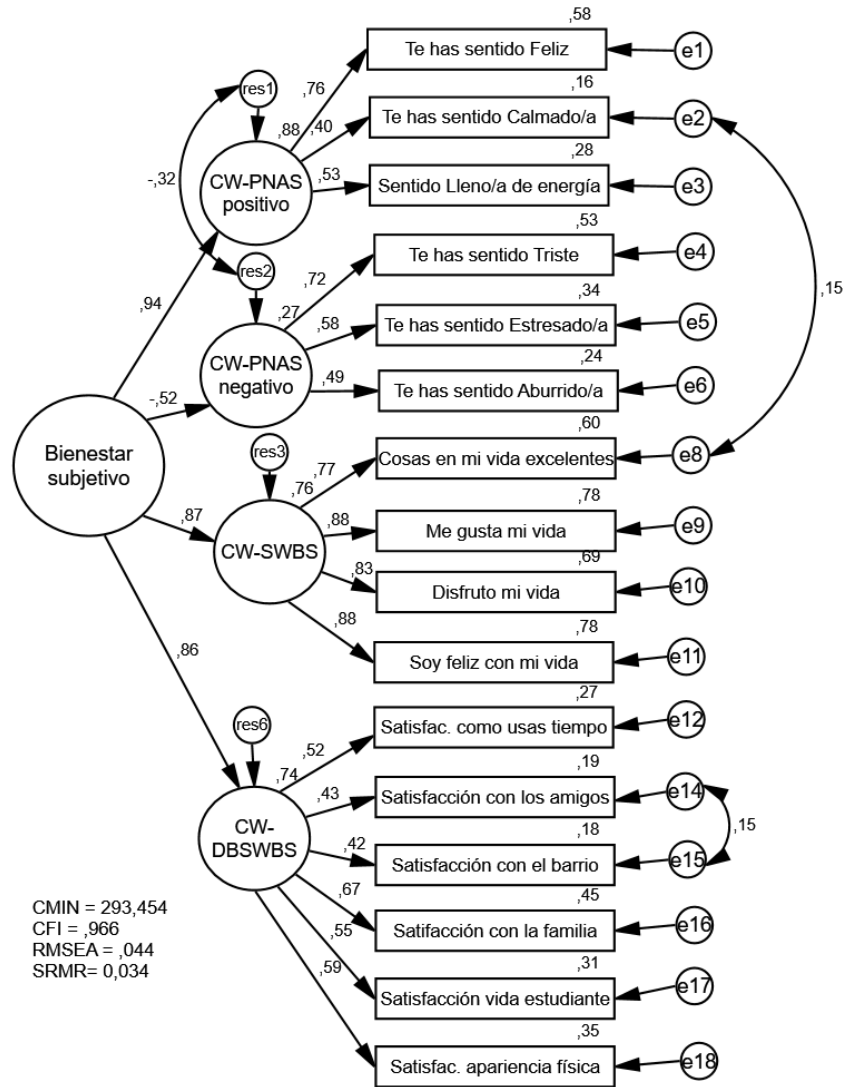 ,58
Te has sentido Feliz
e1
,76
res1
,16
,88
,40
Te has sentido Calmado/a
e2
CW-PNAS
positivo
,28
-,32
,53
Sentido Lleno/a de energía
e3
,53
Te has sentido Triste
e4
res2
,72
,15
,94
,27
,34
,58
Te has sentido Estresado/a
e5
CW-PNAS
negativo
,24
,49
Te has sentido Aburrido/a
e6
-,52
,60
Bienestar
subjetivo
res3
,77
Cosas en mi vida excelentes
e8
,76
,78
,87
,88
Me gusta mi vida
e9
CW-SWBS
,69
,83
Disfruto mi vida
e10
,88
,78
Soy feliz con mi vida
e11
,86
,27
res6
,52
Satisfac. como usas tiempo
e12
,74
,19
,43
Satisfacción con los amigos
e14
CW-
DBSWBS
,18
,15
,42
Satisfacción con el barrio
e15
,67
,45
Satifacción con la familia
e16
,55
,31
,59
Satisfacción vida estudiante
e17
,35
Satisfac. apariencia física
e18
CMIN = 293,454
CFI = ,966
RMSEA = ,044
SRMR= 0,034